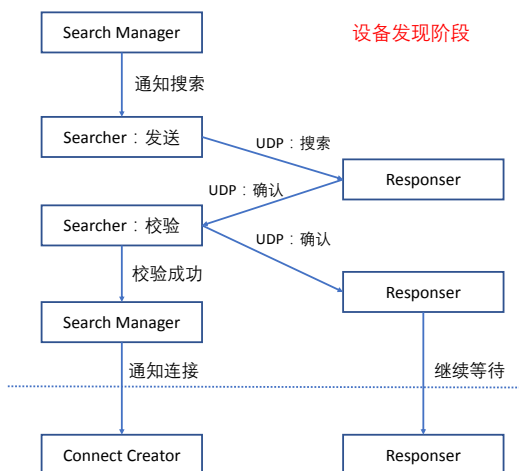 Search Manager
设备发现阶段
通知搜索
Searcher：发送
UDP：搜索
Responser
UDP：确认
Searcher：校验
UDP：确认
校验成功
Responser
Search Manager
通知连接
继续等待
Connect Creator
Responser